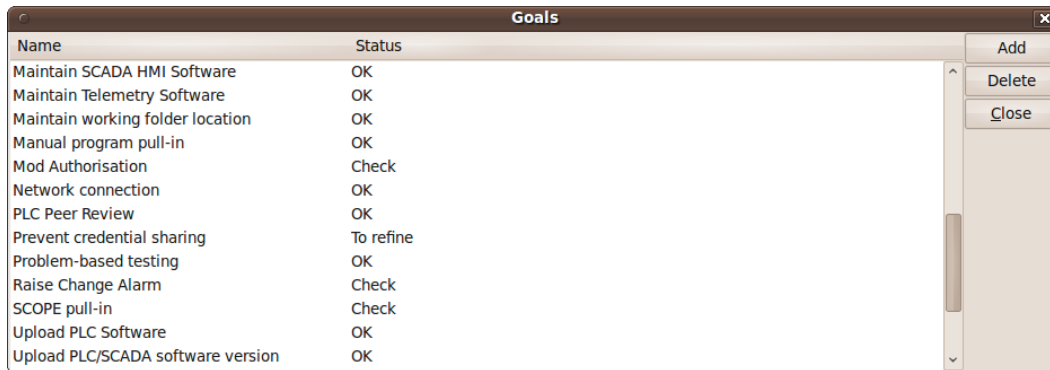 Goals
Name Status
Add
Maintain SCADA HMI Software OK
Delete
Maintain Telemetry Software OK
Maintain working folder location OK
Close
Manual program pull-in OK
Mod Authorisation Check
Network connection OK
PLC Peer Review OK
Prevent credential sharing To refine
Problem-based testing OK
Raise Change Alarm Check
SCOPE pull-in Check
Upload PLC Software OK
Upload PLC/SCADA software version OK